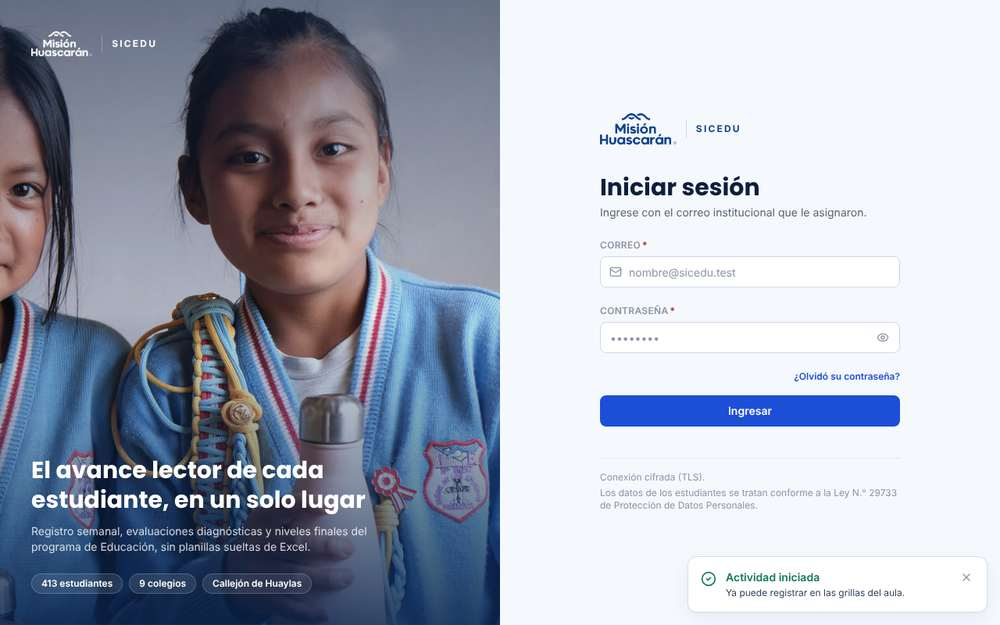 Misión
Huascarán
SICEDU
El avance lector de cada
estudiante, en un solo lugar
Registro semanal, evaluaciones diagnósticas y niveles finales del
programa de Educación, sin planillas sueltas de Excel.
413 estudiantes
9 colegios
Callejón de Huaylas
Misión
Huascarán
SICEDU
Iniciar sesión
Ingrese con el correo institucional que le asignaron.
CORREO *
nombre@sicedu.test
CONTRASEÑA *
••••••••
¿Olvidó su contraseña?
Ingresar
Conexión cifrada (TLS).
Los datos de los estudiantes se tratan conforme a la Ley N.° 29733
de Protección de Datos Personales.
Actividad iniciada
Ya puede registrar en las grillas del aula.